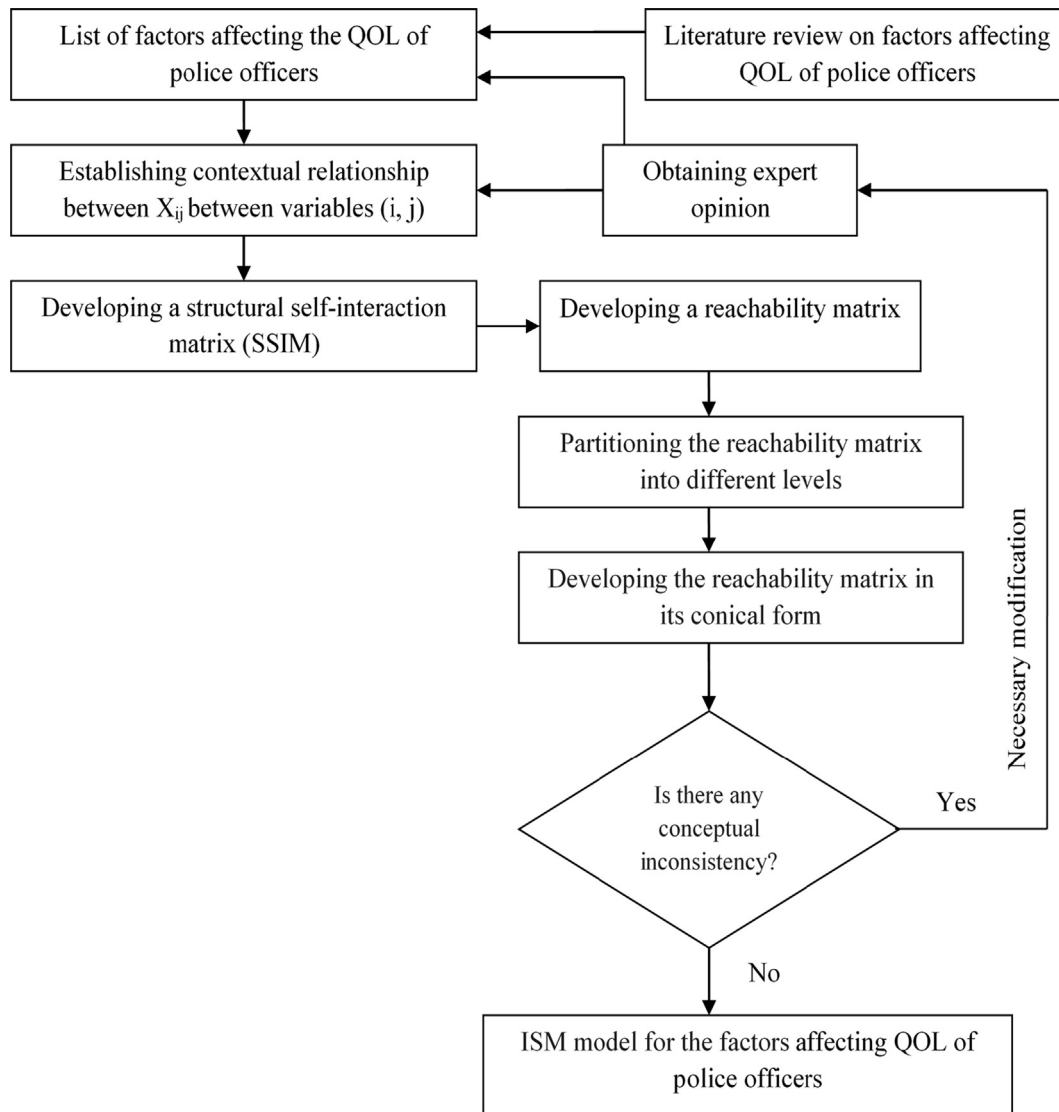 List of factors affecting the QOL of
police officers
Literature review on factors affecting
QOL of police officers
Establishing contextual relationship
between Xij between variables (i, j)
Obtaining expert
opinion
Developing a structural self-interaction
matrix (SSIM)
Developing a reachability matrix
Partitioning the reachability matrix
into different levels
Developing the reachability matrix in
its conical form
Necessary modification
Is there any
conceptual
inconsistency?
Yes
No
ISM model for the factors affecting QOL of
police officers